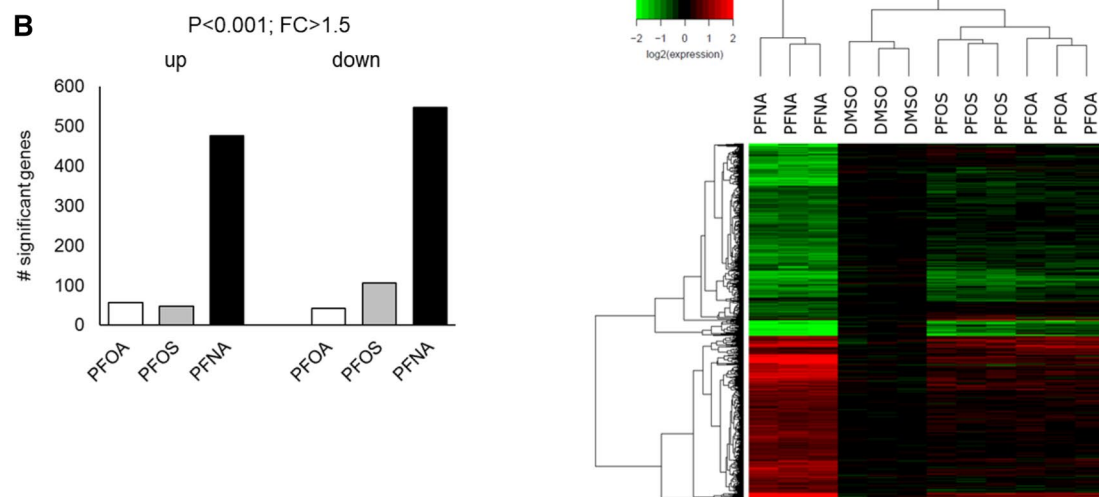 B
P<0.001; FC>1.5
up down
# significant genes
600
500
400
300
200
100
0
PFOA PFOS PFNA PFOA PFOS PFNA
−2 −1 0 1 2
log2(expression)
PFNA PFNA PFNA DMSO DMSO DMSO PFOS PFOS PFOS PFOA PFOA PFOA